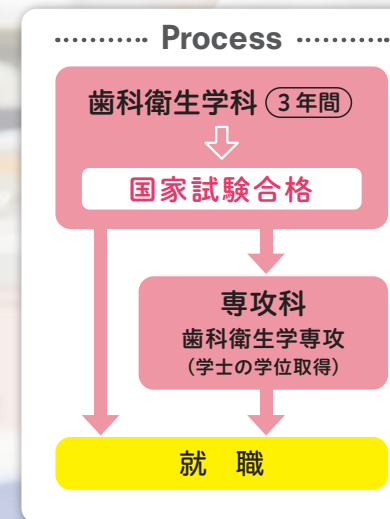 Process
歯科衛生学科 3年間
国家試験合格
専攻科
歯科衛生学専攻
(学士の学位取得)
就 職